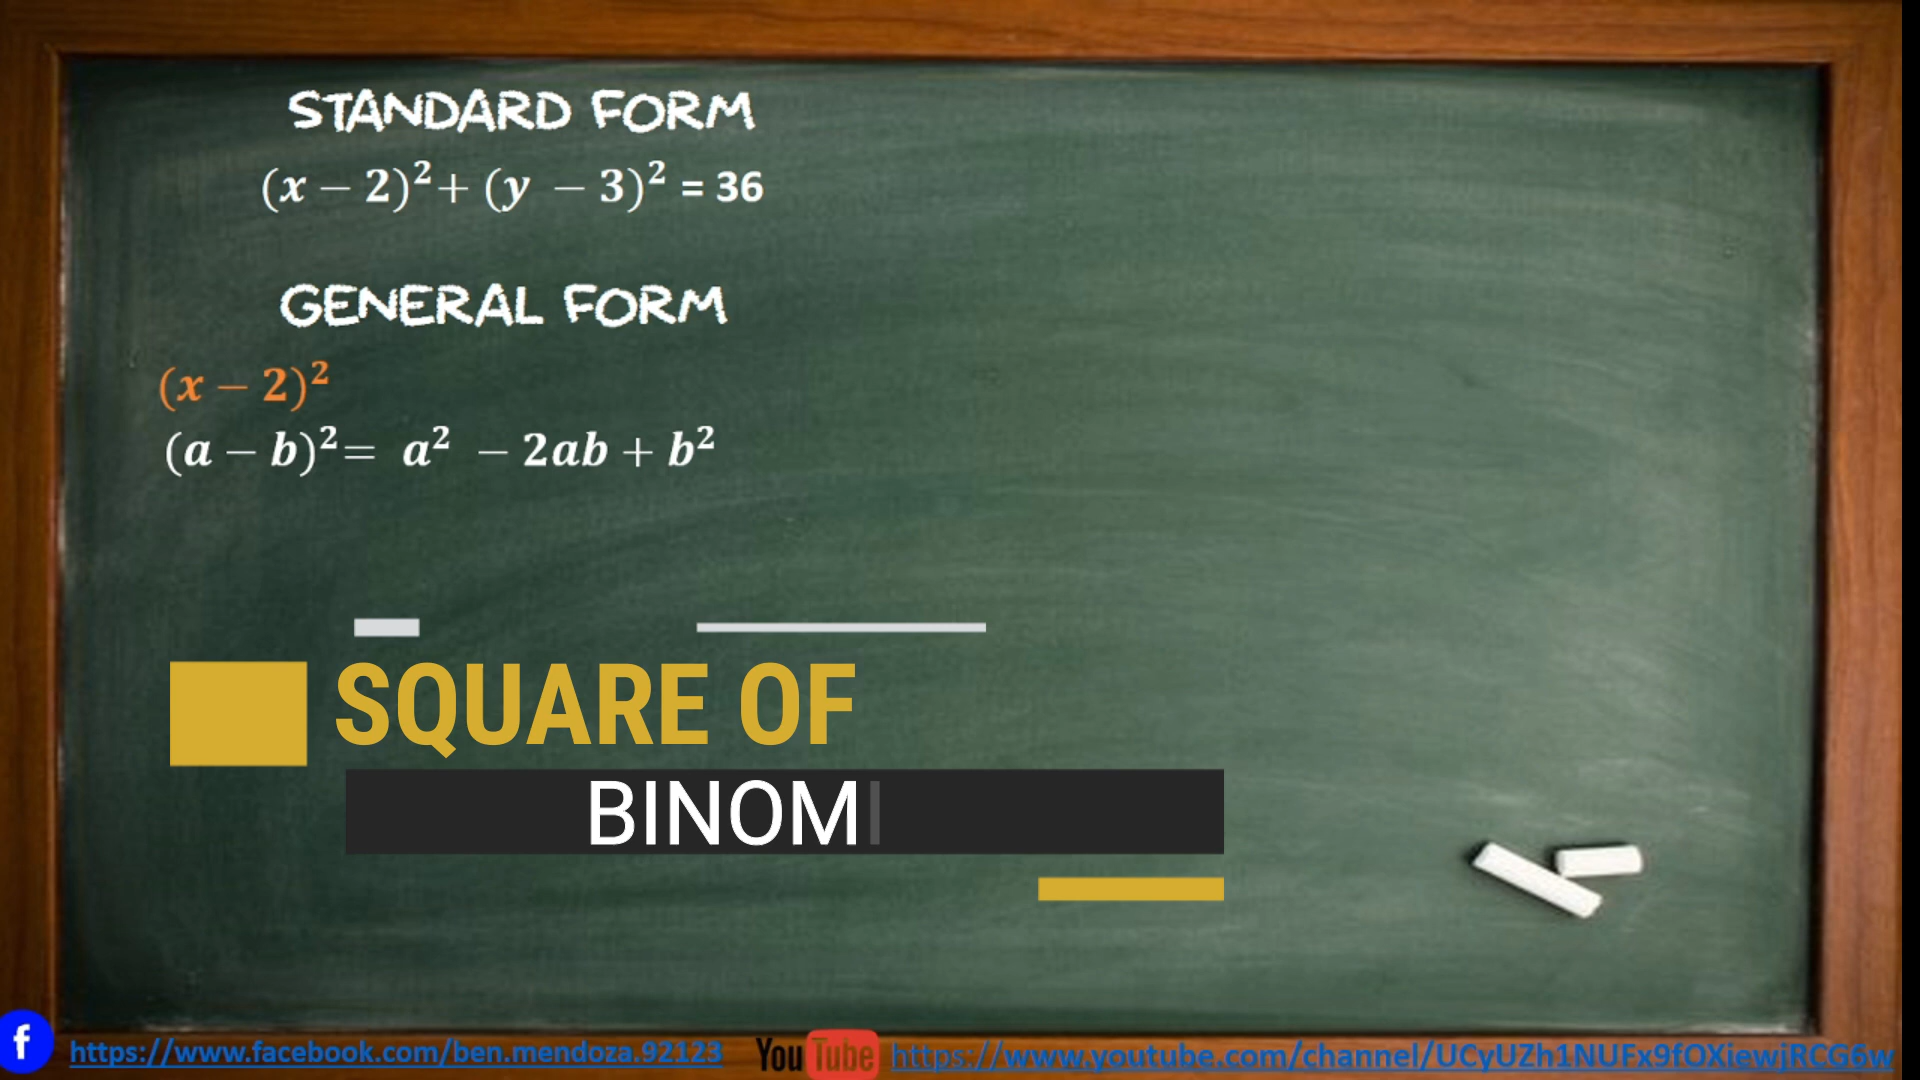 STANDARD FORM
(x − 2)²+ (y − 3)² = 36
GENERAL FORM
(x − 2)²
(a − b)²= a² − 2ab + b²
SQUARE OF
BINOMI
f https://www.facebook.com/ben.mendoza.92123 YouTube https://www.youtube.com/channel/UCyUZh1NUFx9fOXiewjRCG6w